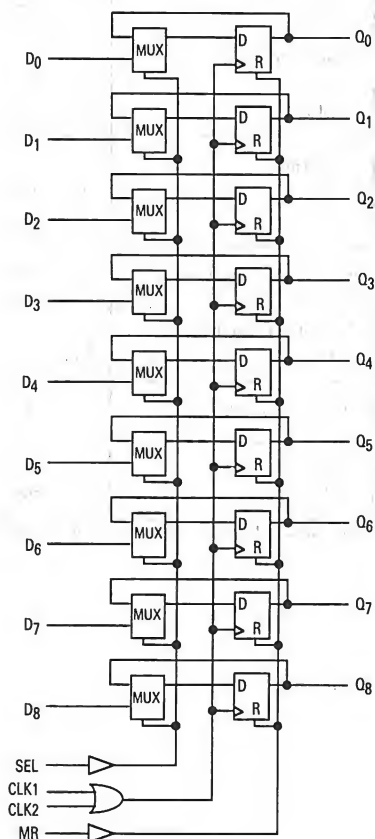 MUX D R Q0
D0
MUX D R Q1
D1
MUX D R Q2
D2
MUX D R Q3
D3
MUX D R Q4
D4
MUX D R Q5
D5
MUX D R Q6
D6
MUX D R Q7
D7
MUX D R Q8
D8
SEL
CLK1
CLK2
MR